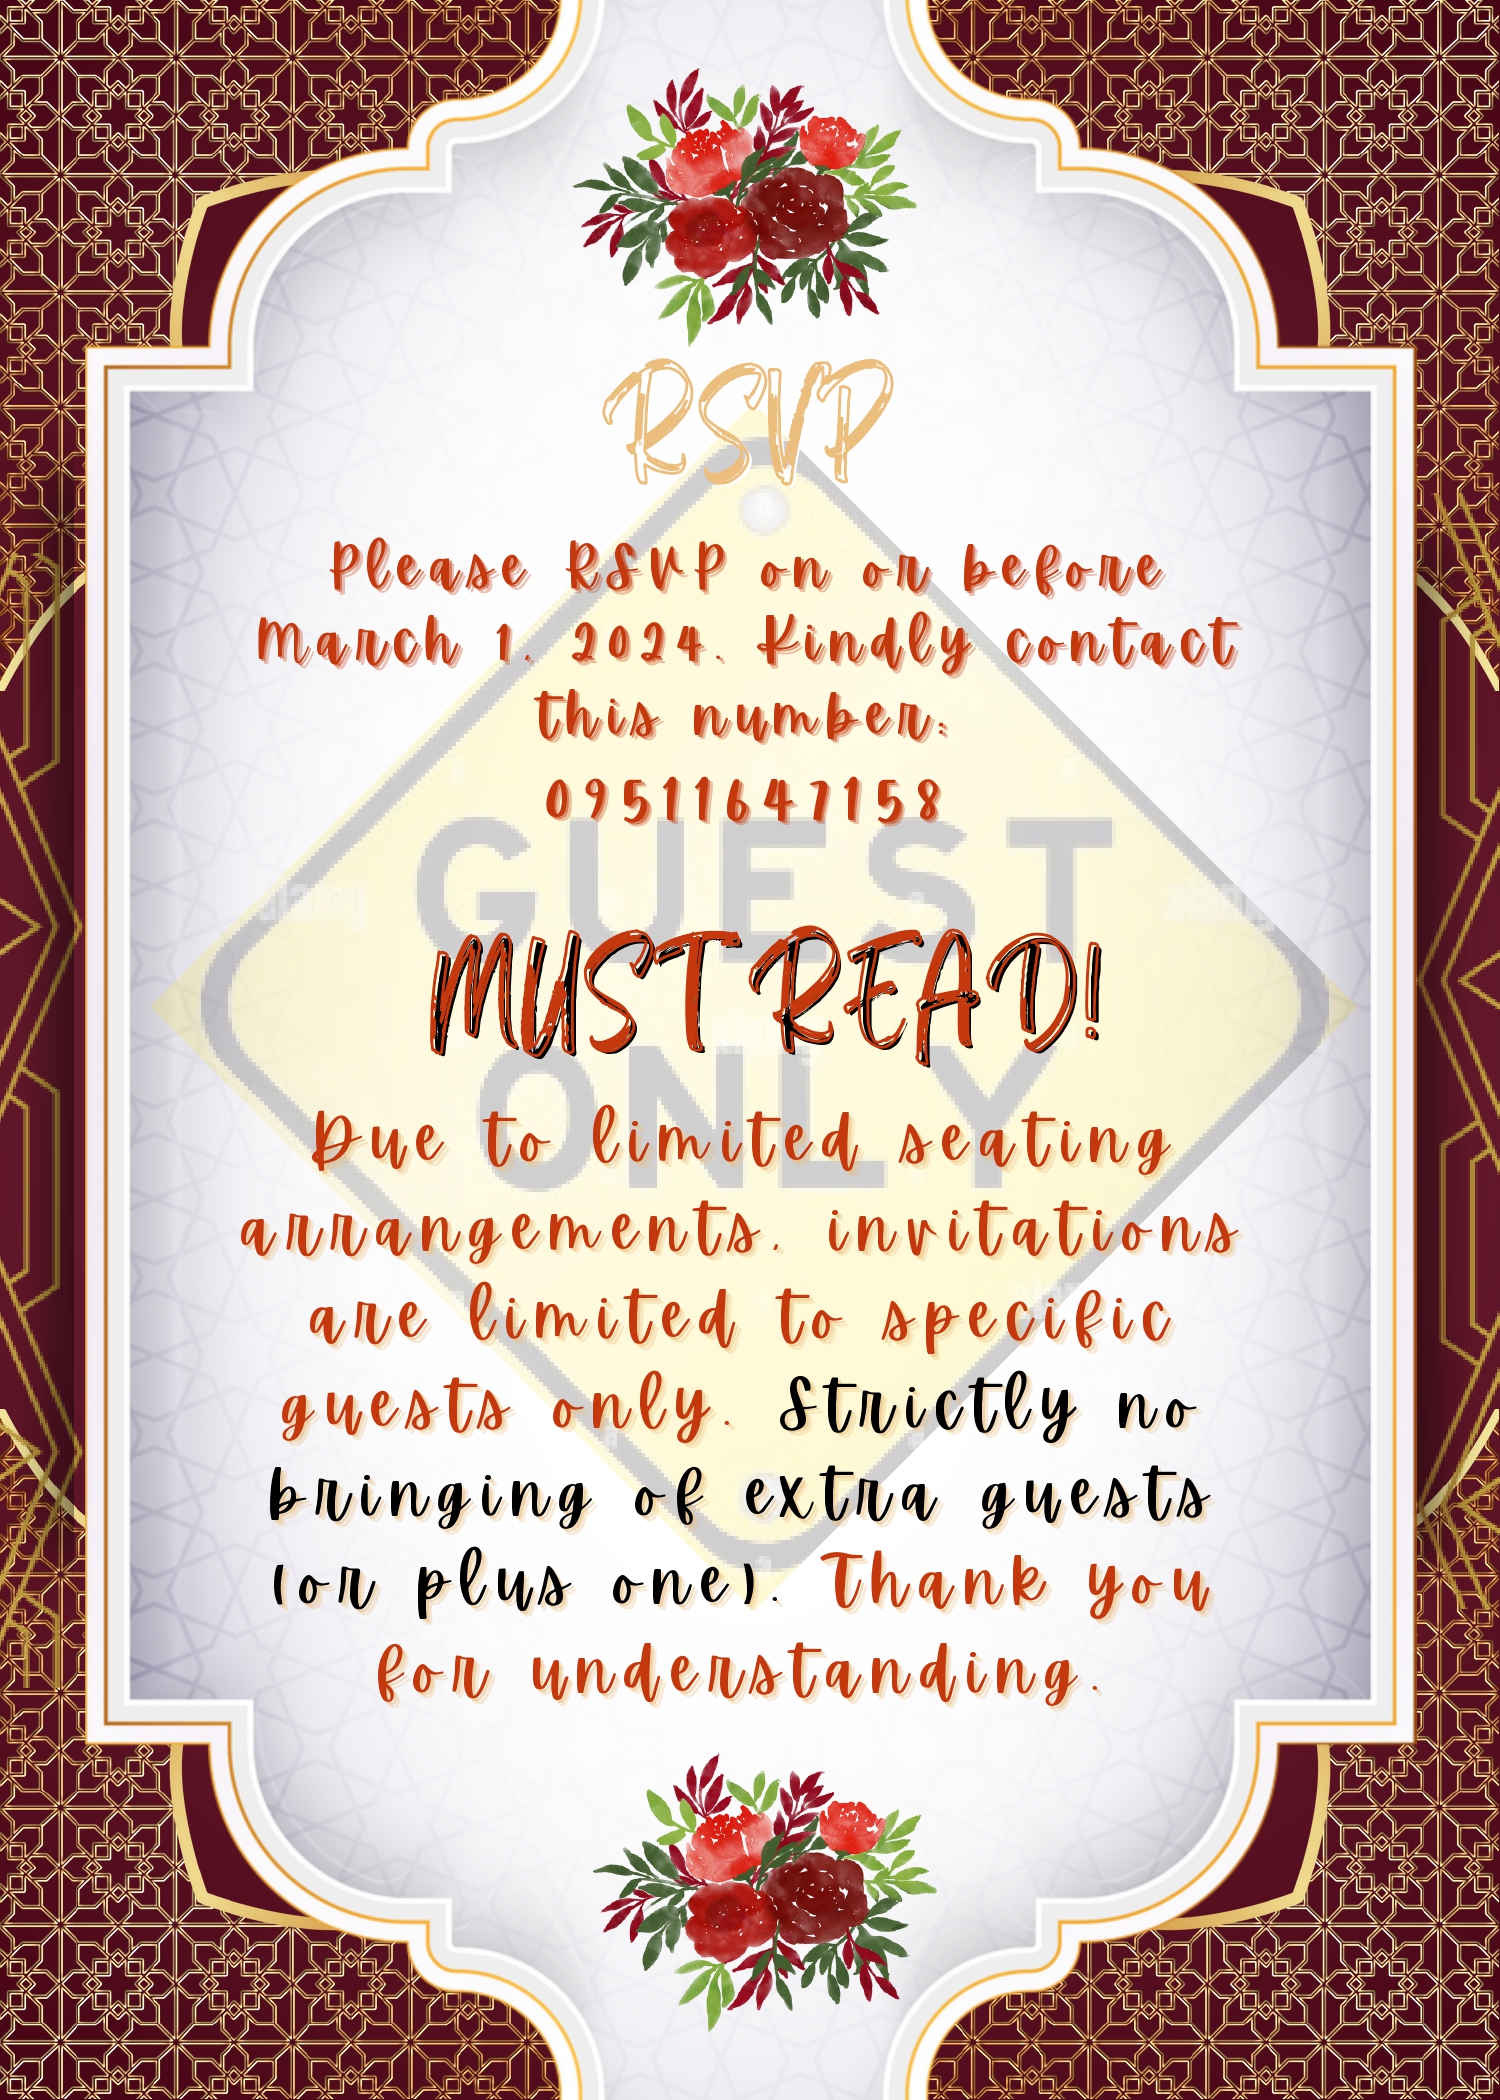 RSVP
Please RSVP on or before
March 1, 2024. Kindly contact
this number:
09511647158
GUEST
MUST READ!
ONLY
Due to limited seating
arrangements, invitations
are limited to specific
guests only. Strictly no
bringing of extra guests
(or plus one). Thank you
for understanding.